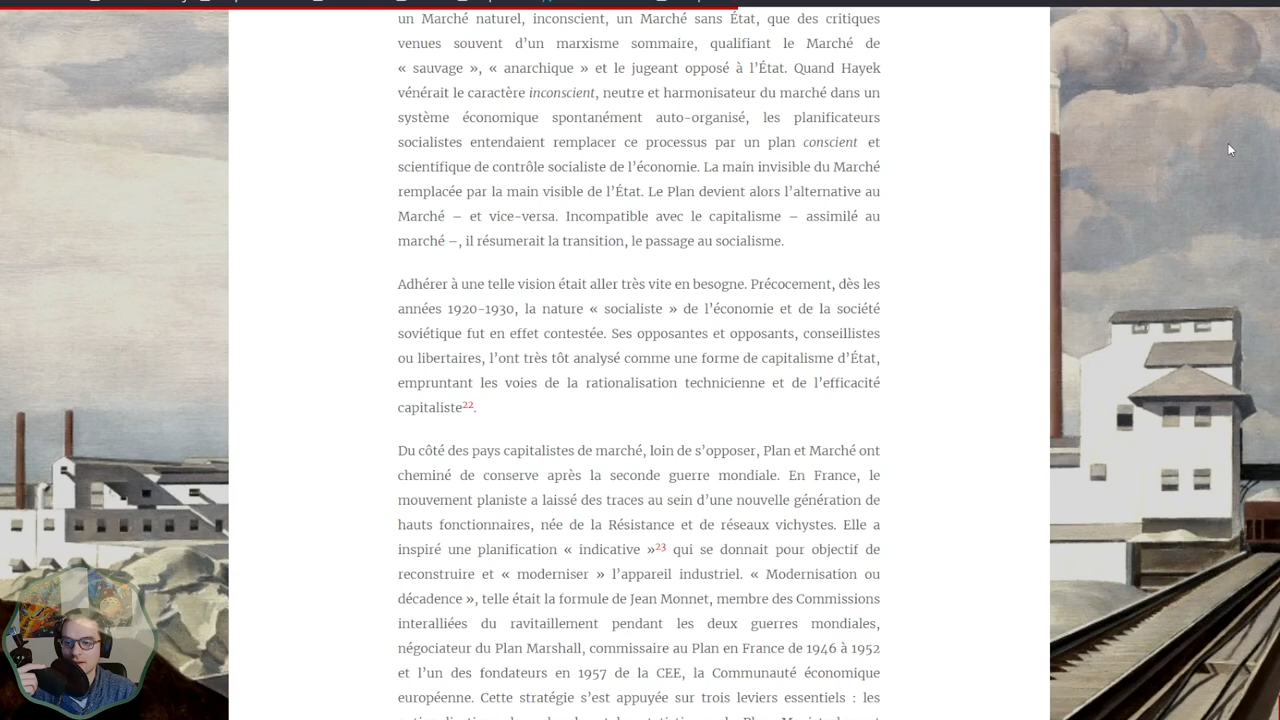 un Marché naturel, inconscient, un Marché sans État, que des critiques
venues souvent d’un marxisme sommaire, qualifiant le Marché de
« sauvage », « anarchique » et le jugeant opposé à l’État. Quand Hayek
vénérait le caractère inconscient, neutre et harmonisateur du marché dans un
système économique spontanément auto-organisé, les planificateurs
socialistes entendaient remplacer ce processus par un plan conscient et
scientifique de contrôle socialiste de l’économie. La main invisible du Marché
remplacée par la main visible de l’État. Le Plan devient alors l’alternative au
Marché – et vice-versa. Incompatible avec le capitalisme – assimilé au
marché –, il résumerait la transition, le passage au socialisme.
Adhérer à une telle vision était aller très vite en besogne. Précocement, dès les
années 1920-1930, la nature « socialiste » de l’économie et de la société
soviétique fut en effet contestée. Ses opposantes et opposants, conseillistes
ou libertaires, l’ont très tôt analysé comme une forme de capitalisme d’État,
empruntant les voies de la rationalisation technicienne et de l’efficacité
capitaliste22.
Du côté des pays capitalistes de marché, loin de s’opposer, Plan et Marché ont
cheminé de conserve après la seconde guerre mondiale. En France, le
mouvement planiste a laissé des traces au sein d’une nouvelle génération de
hauts fonctionnaires, née de la Résistance et de réseaux vichystes. Elle a
inspiré une planification « indicative »23 qui se donnait pour objectif de
reconstruire et « moderniser » l’appareil industriel. « Modernisation ou
décadence », telle était la formule de Jean Monnet, membre des Commissions
interalliées du ravitaillement pendant les deux guerres mondiales,
négociateur du Plan Marshall, commissaire au Plan en France de 1946 à 1952
et l’un des fondateurs en 1957 de la CEE, la Communauté économique
européenne. Cette stratégie s’est appuyée sur trois leviers essentiels : les